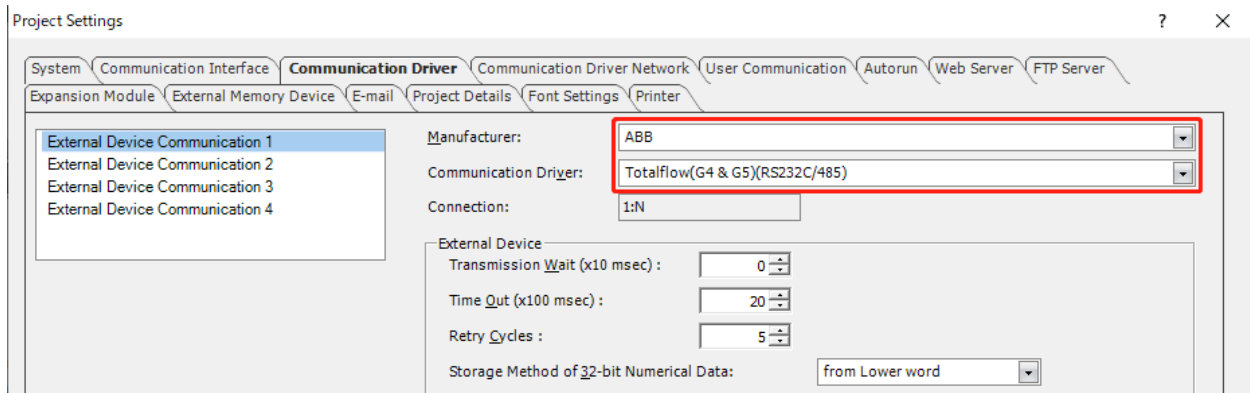 Project Settings ?
System Communication Interface Communication Driver Communication Driver Network User Communication Autorun Web Server FTP Server
Expansion Module External Memory Device E-mail Project Details Font Settings Printer
External Device Communication 1
External Device Communication 2
External Device Communication 3
External Device Communication 4
Manufacturer: ABB
Communication Driver: Totalflow(G4 & G5)(RS232C/485)
Connection: 1:N
External Device
Transmission Wait (x10 msec) : 0
Time Out (x100 msec) : 20
Retry Cycles : 5
Storage Method of 32-bit Numerical Data: from Lower word